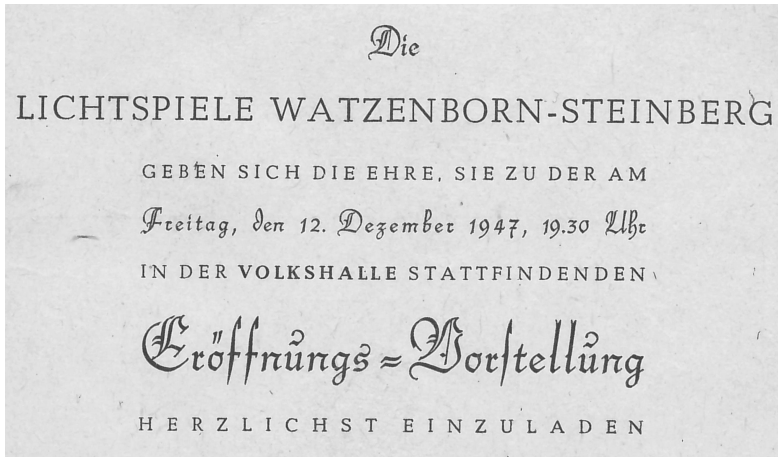 Die
LICHTSPIELE WATZENBORN-STEINBERG
GEBEN SICH DIE EHRE, SIE ZU DER AM
Freitag, den 12. Dezember 1947, 19.30 Uhr
IN DER VOLKSHALLE STATTFINDENDEN
Eröffnungs=Vorſtellung
HERZLICHST EINZULADEN